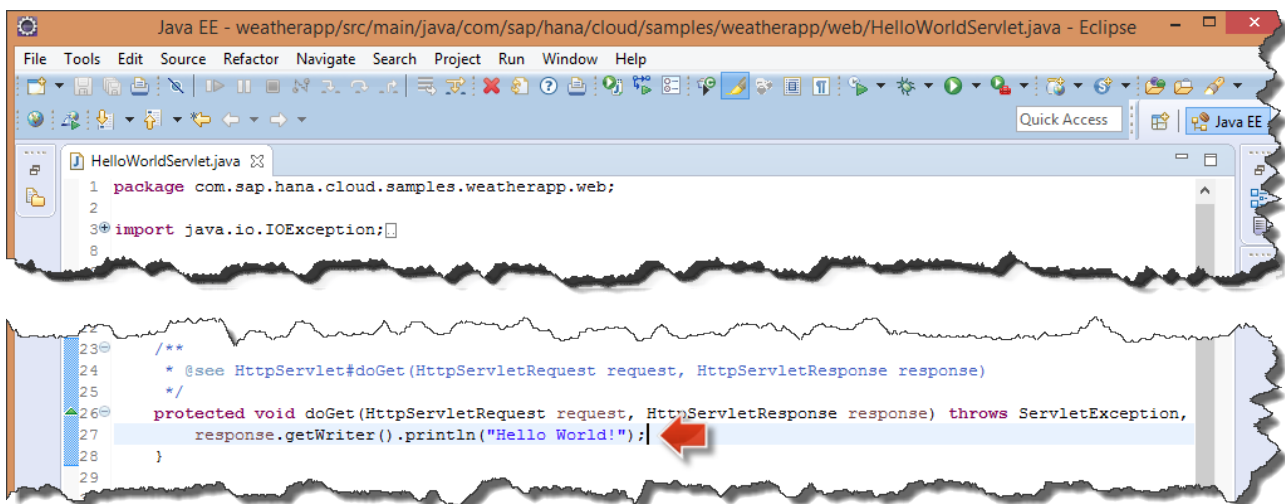 Java EE - weatherapp/src/main/java/com/sap/hana/cloud/samples/weatherapp/web/HelloWorldServlet.java - Eclipse
File Tools Edit Source Refactor Navigate Search Project Run Window Help
Quick Access Java EE
HelloWorldServlet.java
1 package com.sap.hana.cloud.samples.weatherapp.web;
2
3 import java.io.IOException;
8
23 /**
24 * @see HttpServlet#doGet(HttpServletRequest request, HttpServletResponse response)
25 */
26 protected void doGet(HttpServletRequest request, HttpServletResponse response) throws ServletException,
27 response.getWriter().println("Hello World!");
28 }
29